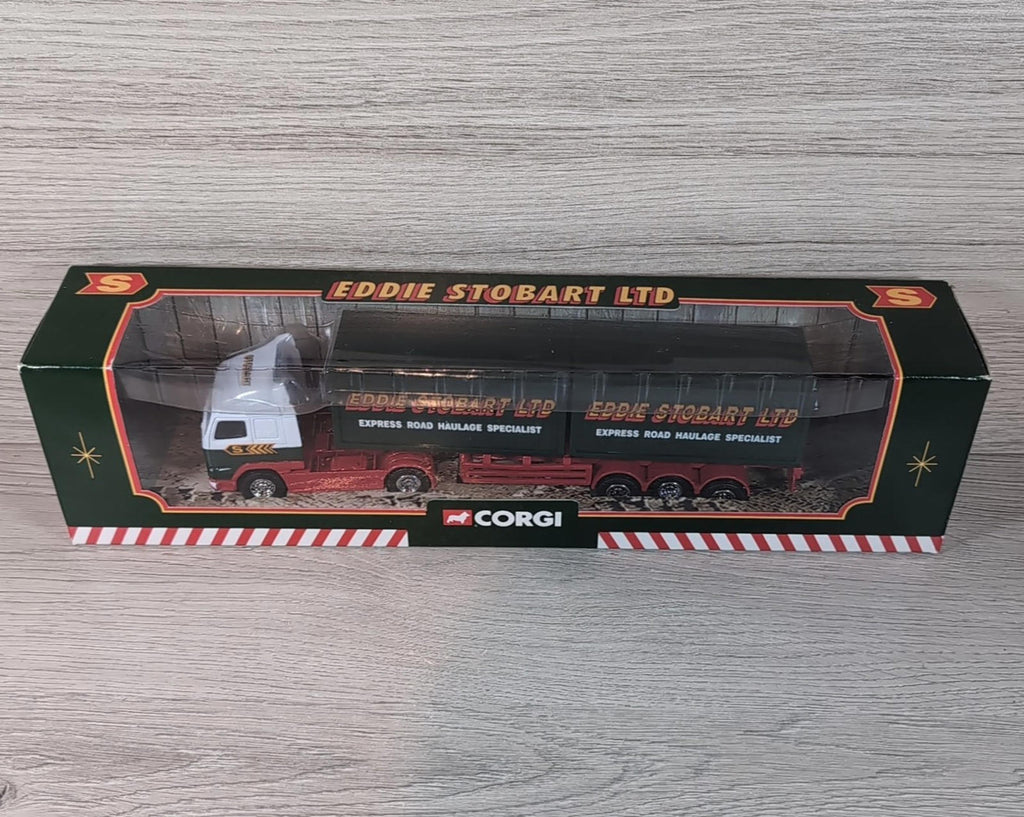 S
EDDIE STOBART LTD
S
EDDIE STOBART LTD
EXPRESS ROAD HAULAGE SPECIALIST
EDDIE STOBART LTD
EXPRESS ROAD HAULAGE SPECIALIST
S
CORGI